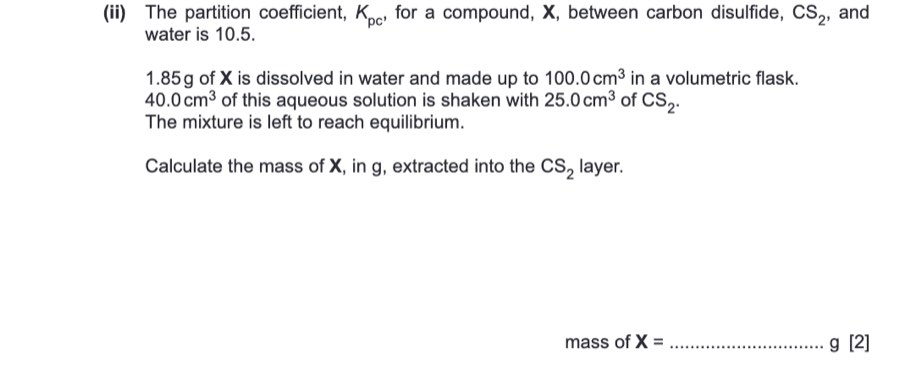 (ii) The partition coefficient, Kpc, for a compound, X, between carbon disulfide, CS₂, and
water is 10.5.
1.85 g of X is dissolved in water and made up to 100.0 cm³ in a volumetric flask.
40.0 cm³ of this aqueous solution is shaken with 25.0 cm³ of CS₂.
The mixture is left to reach equilibrium.
Calculate the mass of X, in g, extracted into the CS₂ layer.
mass of X = .............................. g [2]